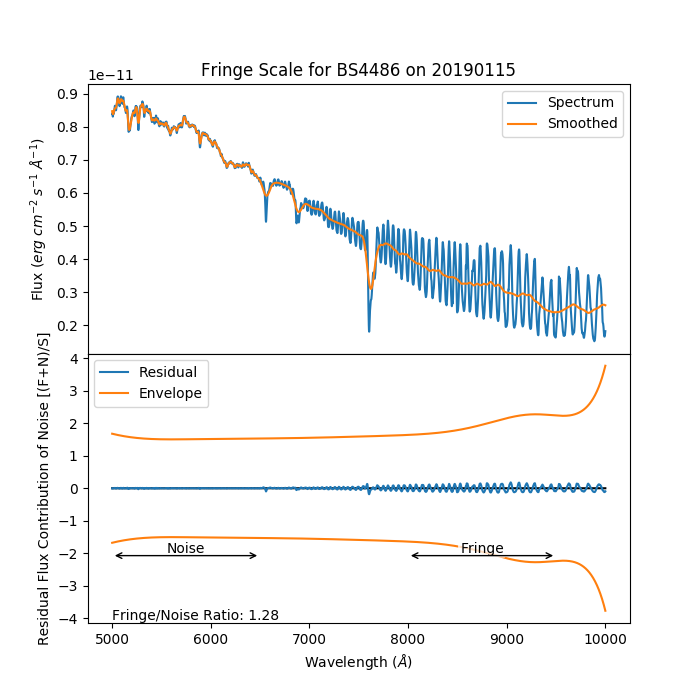 Fringe Scale for BS4486 on 20190115
1e−11
0.9
0.8
0.7
0.6
0.5
0.4
0.3
0.2
Flux (erg cm⁻² s⁻¹ Å⁻¹)
Spectrum
Smoothed
4
3
2
1
0
−1
−2
−3
−4
Residual Flux Contribution of Noise [(F+N)/S]
Residual
Envelope
Noise
Fringe
Fringe/Noise Ratio: 1.28
5000 6000 7000 8000 9000 10000
Wavelength (Å)